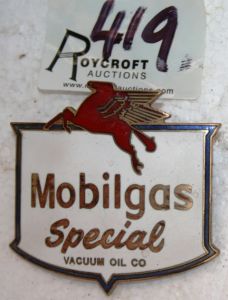 419
ROYCROFT
AUCTIONS
Mobilgas
Special
VACUUM OIL CO